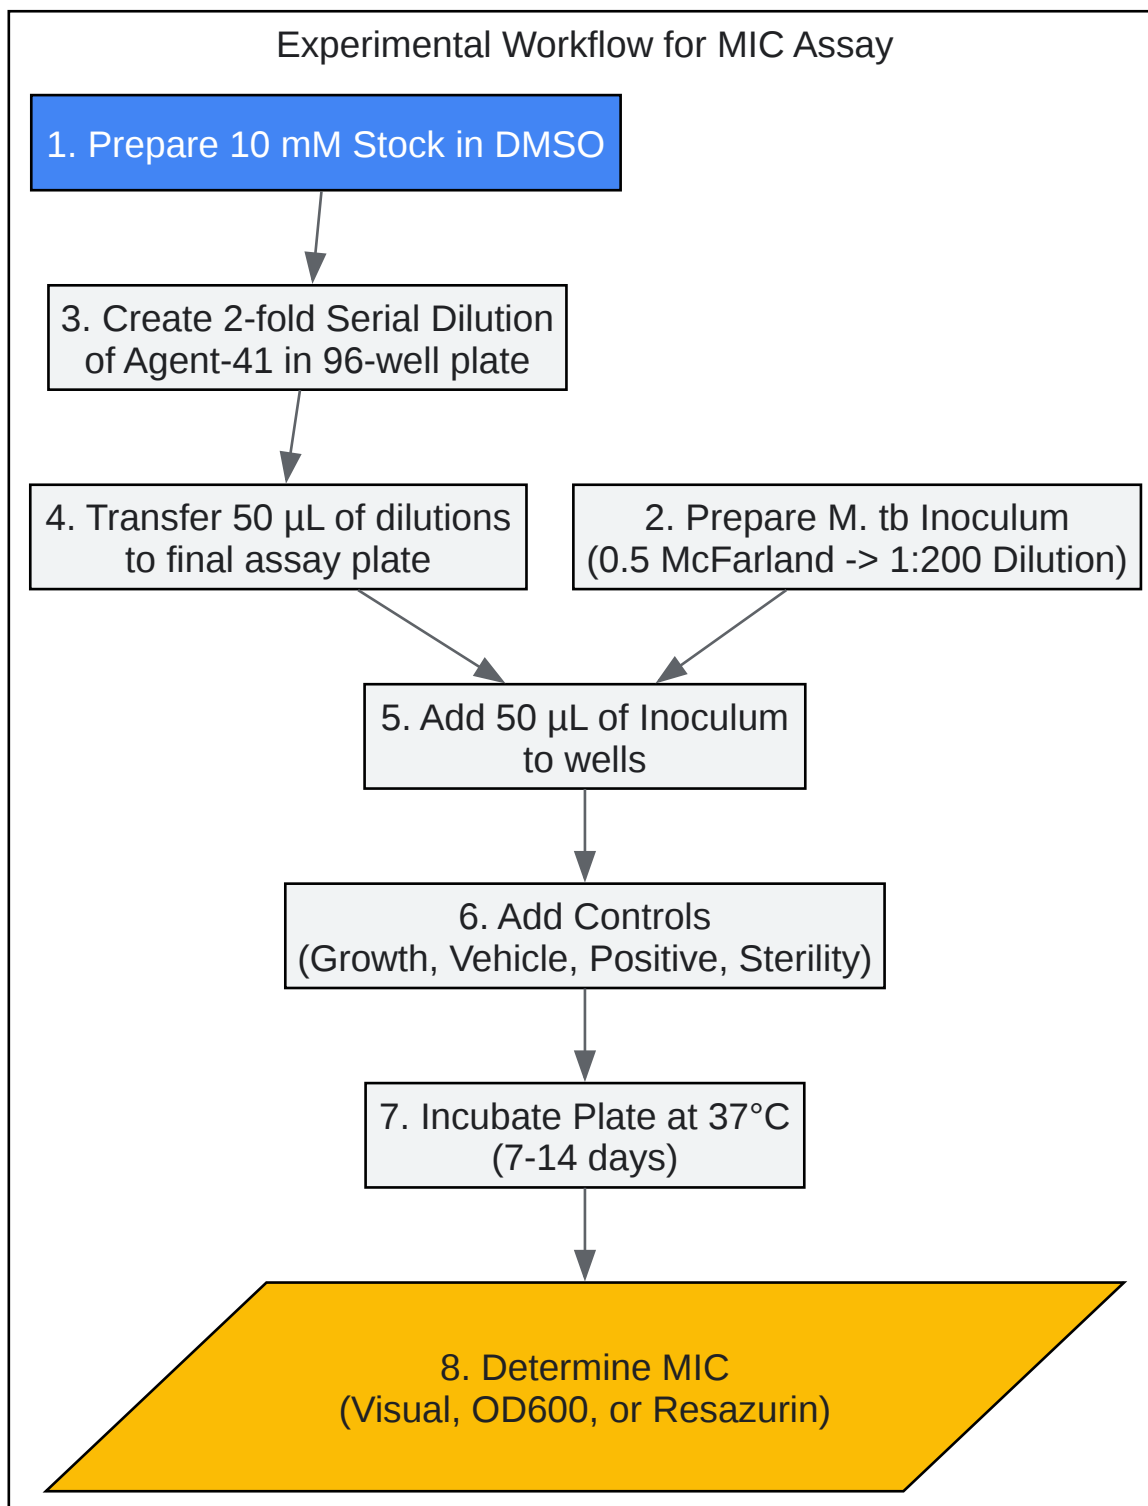 Experimental Workflow for MIC Assay
1. Prepare 10 mM Stock in DMSO
3. Create 2-fold Serial Dilution
of Agent-41 in 96-well plate
4. Transfer 50 µL of dilutions
to final assay plate
2. Prepare M. tb Inoculum
(0.5 McFarland -> 1:200 Dilution)
5. Add 50 µL of Inoculum
to wells
6. Add Controls
(Growth, Vehicle, Positive, Sterility)
7. Incubate Plate at 37°C
(7-14 days)
8. Determine MIC
(Visual, OD600, or Resazurin)